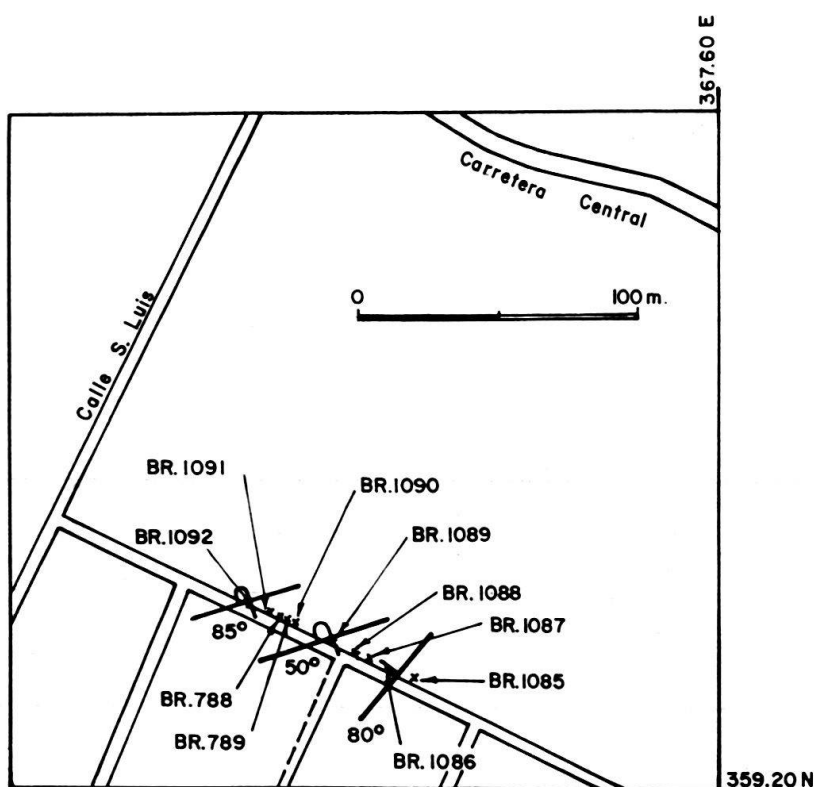 367.60 E
Carretera Central
0 100 m.
Calle S. Luis
BR.1091
BR.1090
BR.1092
BR.1089
BR.1088
BR.1087
85°
50°
BR.1085
BR.788
BR.789
80°
BR.1086
359.20 N